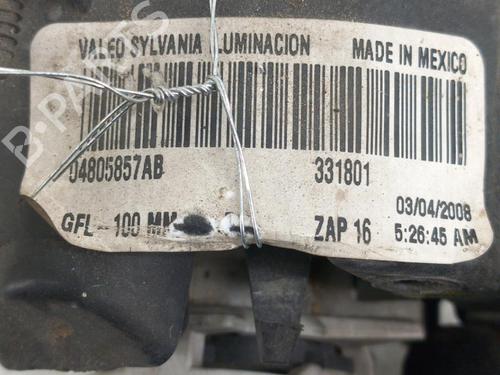 VALEO SYLVANIA ILUMINACION MADE IN MEXICO
04805857AB 331801
03/04/2008
GFL - 100 MM ZAP 16 5:26:45 AM
B-PARTS